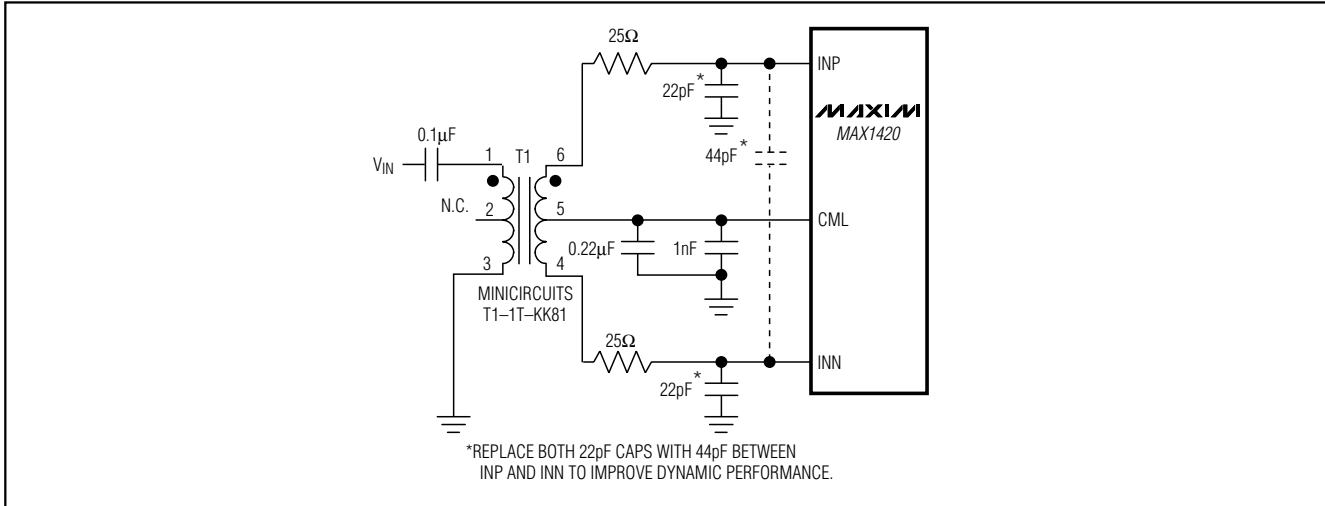 25Ω
INP
22pF*
MAXIM
MAX1420
0.1μF
1 T1 6
44pF*
VIN
N.C. 2 5
CML
0.22μF 1nF
3 4
MINICIRCUITS
T1–1T–KK81
25Ω
INN
22pF*
*REPLACE BOTH 22pF CAPS WITH 44pF BETWEEN
INP AND INN TO IMPROVE DYNAMIC PERFORMANCE.